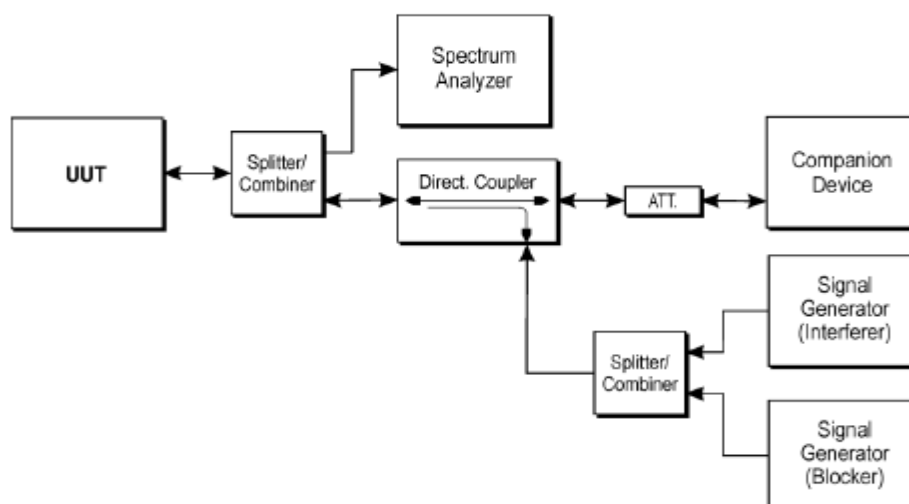 Spectrum
Analyzer
UUT
Splitter/
Combiner
Direct. Coupler
ATT.
Companion
Device
Signal
Generator
(Interferer)
Splitter/
Combiner
Signal
Generator
(Blocker)